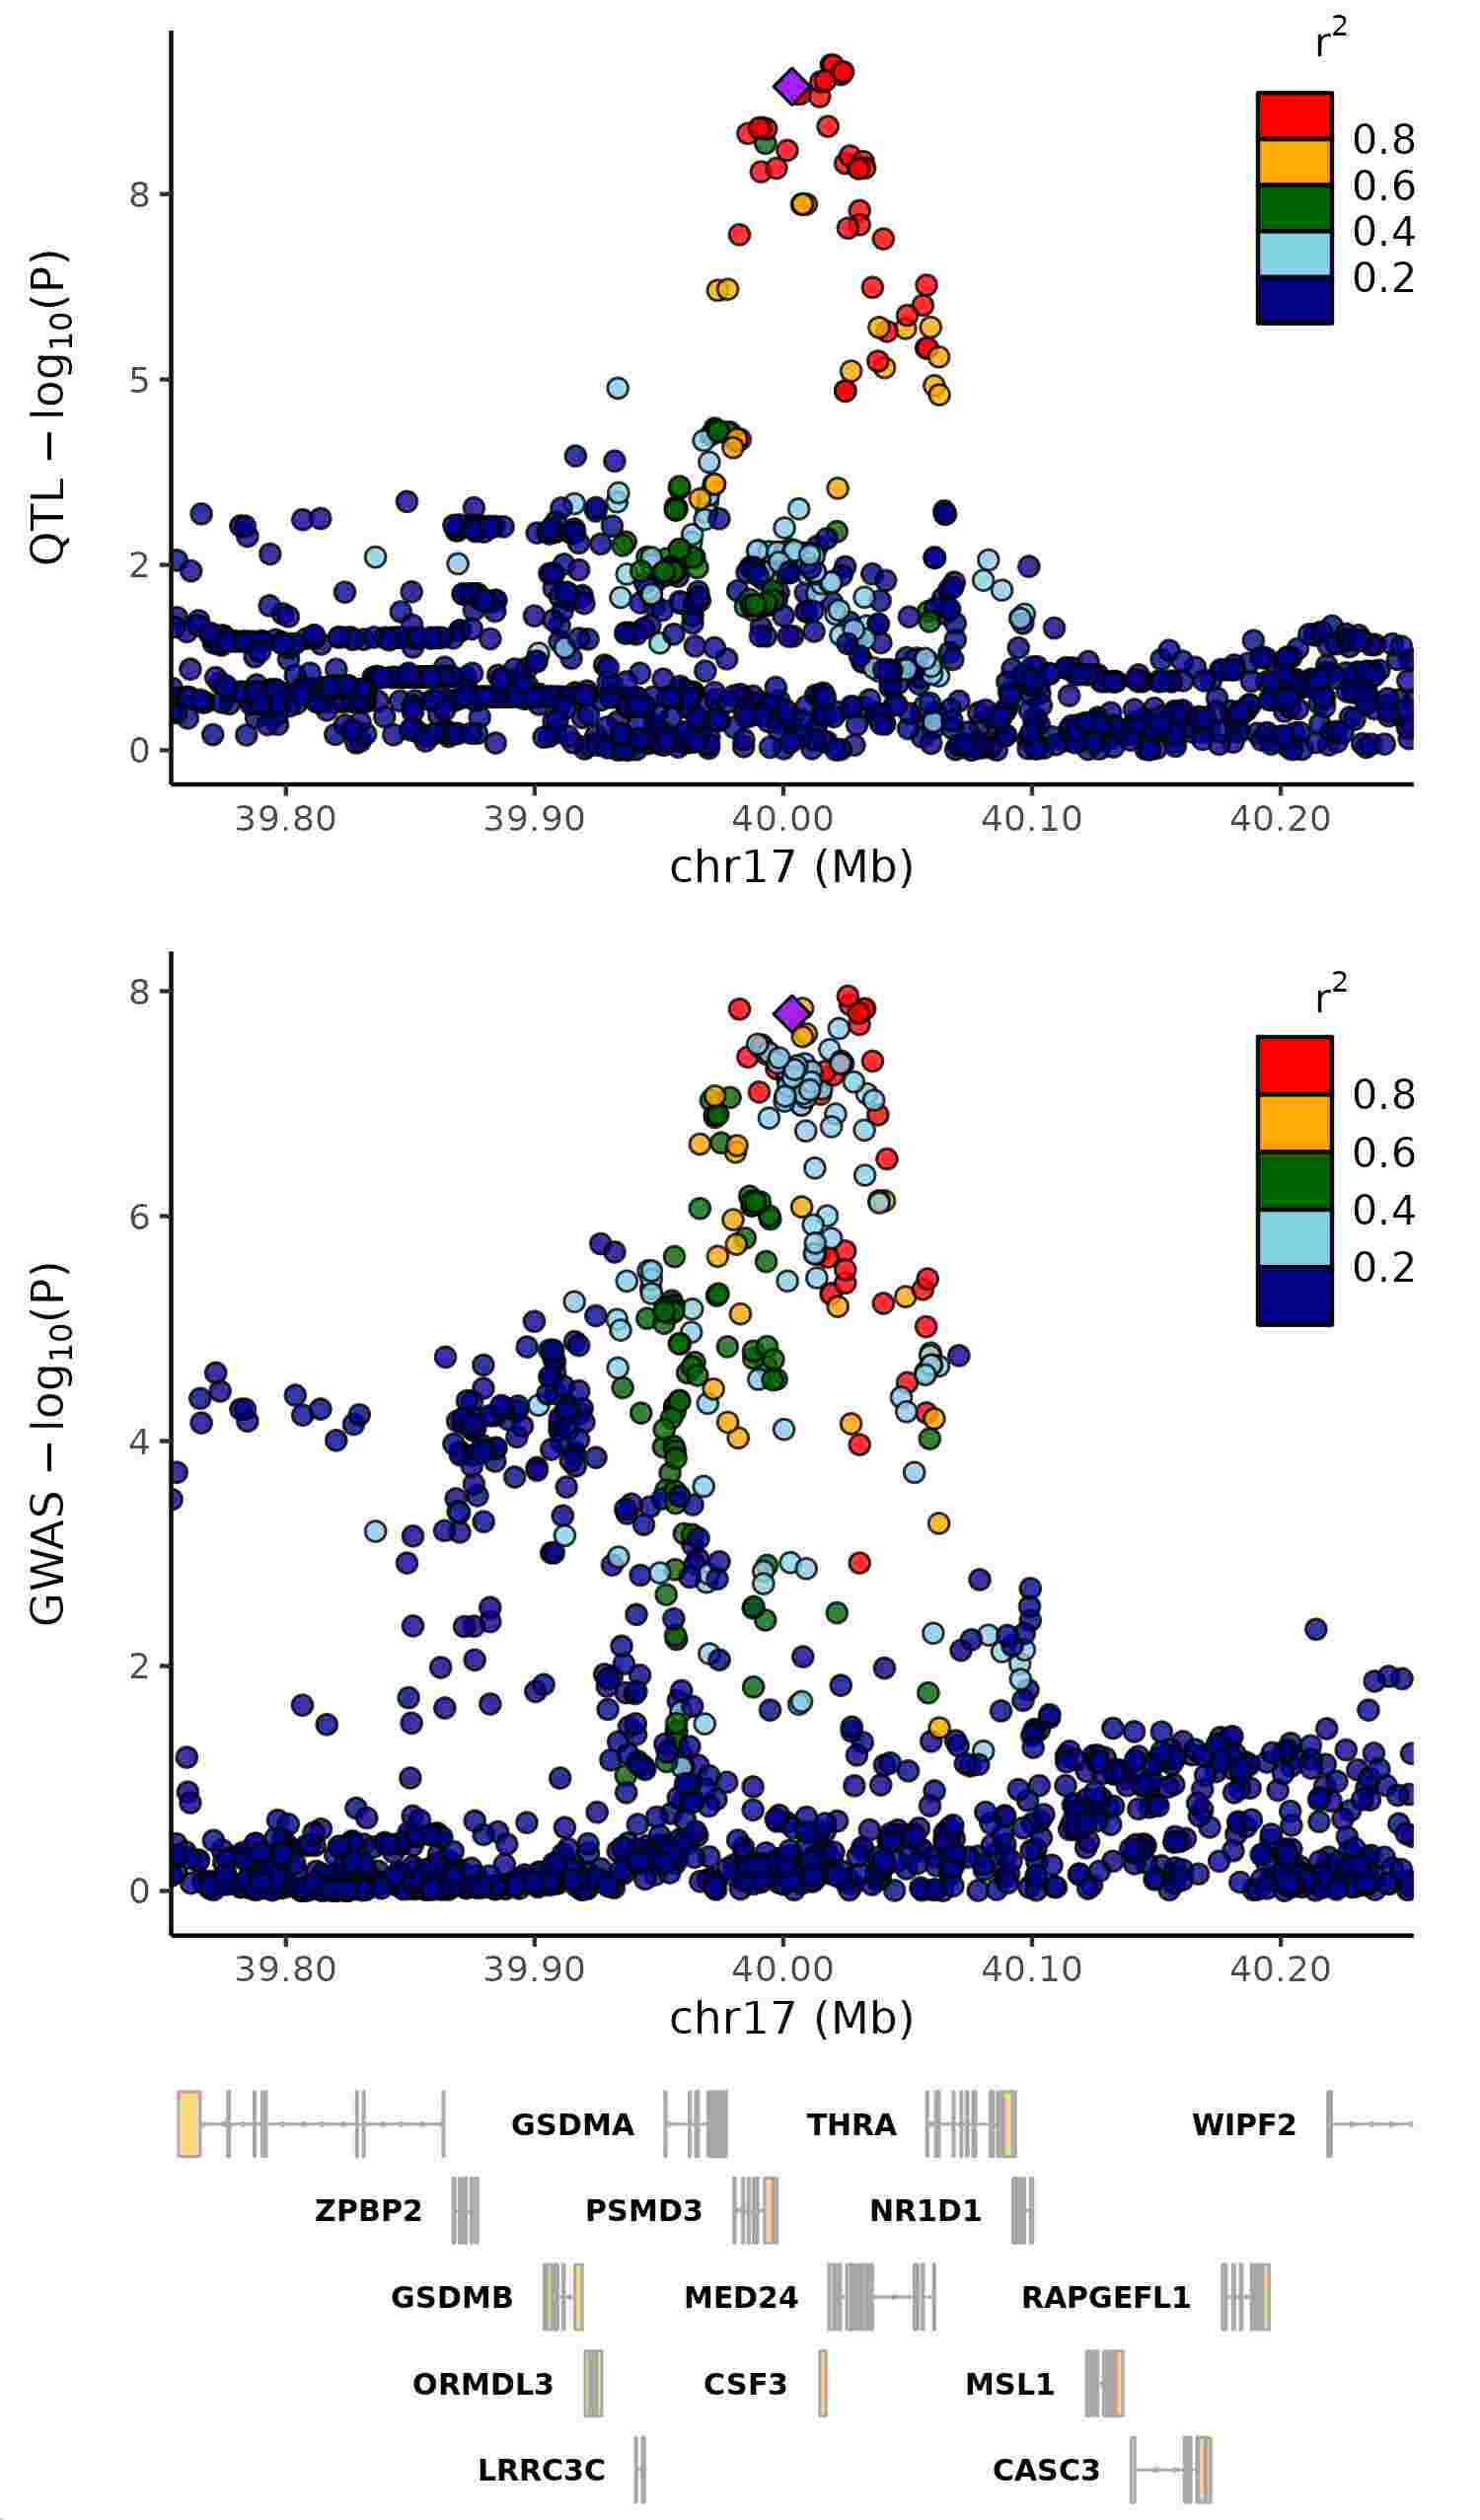 r²
0.8
0.6
0.4
0.2
QTL −log₁₀(P)
8
5
2
0
39.80 39.90 40.00 40.10 40.20
chr17 (Mb)
r²
0.8
0.6
0.4
0.2
GWAS −log₁₀(P)
8
6
4
2
0
39.80 39.90 40.00 40.10 40.20
chr17 (Mb)
GSDMA THRA WIPF2
ZPBP2 PSMD3 NR1D1
GSDMB MED24 RAPGEFL1
ORMDL3 CSF3 MSL1
LRRC3C CASC3